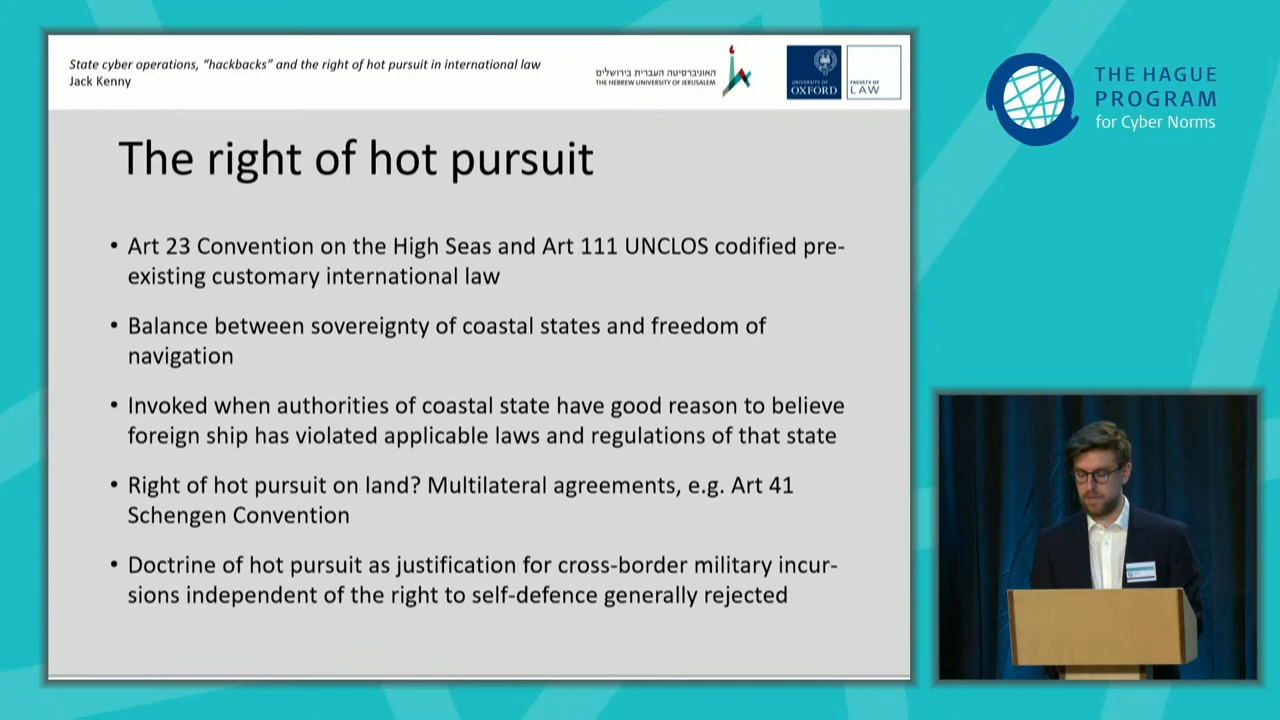 State cyber operations, “hackbacks” and the right of hot pursuit in international law
Jack Kenny
האוניברסיטה העברית בירושלים
THE HEBREW UNIVERSITY OF JERUSALEM
UNIVERSITY OF
OXFORD
FACULTY OF
LAW
THE HAGUE
PROGRAM
for Cyber Norms
The right of hot pursuit
• Art 23 Convention on the High Seas and Art 111 UNCLOS codified pre-
existing customary international law
• Balance between sovereignty of coastal states and freedom of
navigation
• Invoked when authorities of coastal state have good reason to believe
foreign ship has violated applicable laws and regulations of that state
• Right of hot pursuit on land? Multilateral agreements, e.g. Art 41
Schengen Convention
• Doctrine of hot pursuit as justification for cross-border military incur-
sions independent of the right to self-defence generally rejected